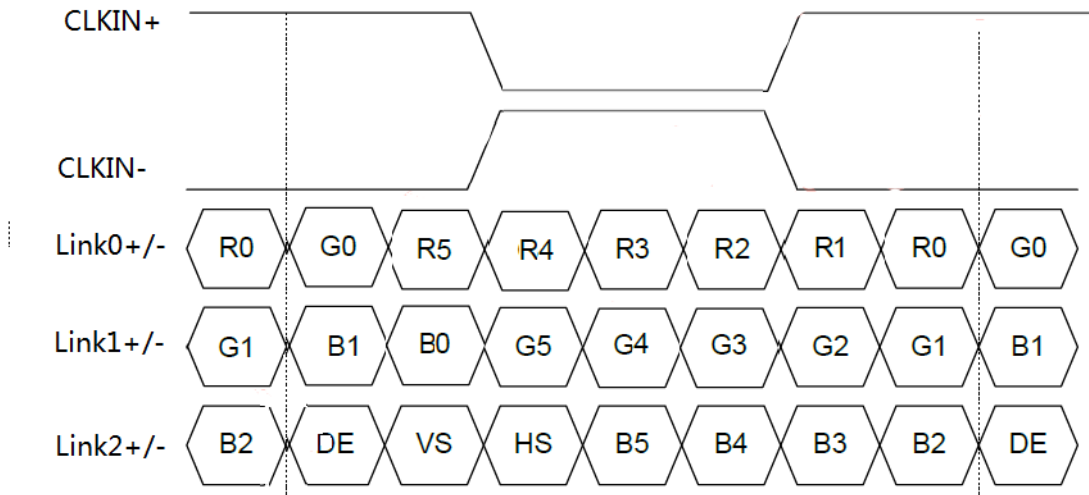 CLKIN+
CLKIN-
Link0+/- R0 G0 R5 R4 R3 R2 R1 R0 G0
Link1+/- G1 B1 B0 G5 G4 G3 G2 G1 B1
Link2+/- B2 DE VS HS B5 B4 B3 B2 DE